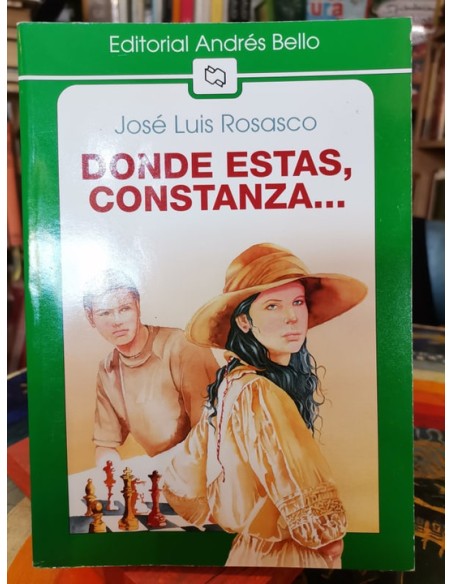 Editorial Andrés Bello
José Luis Rosasco
DONDE ESTAS,
CONSTANZA...